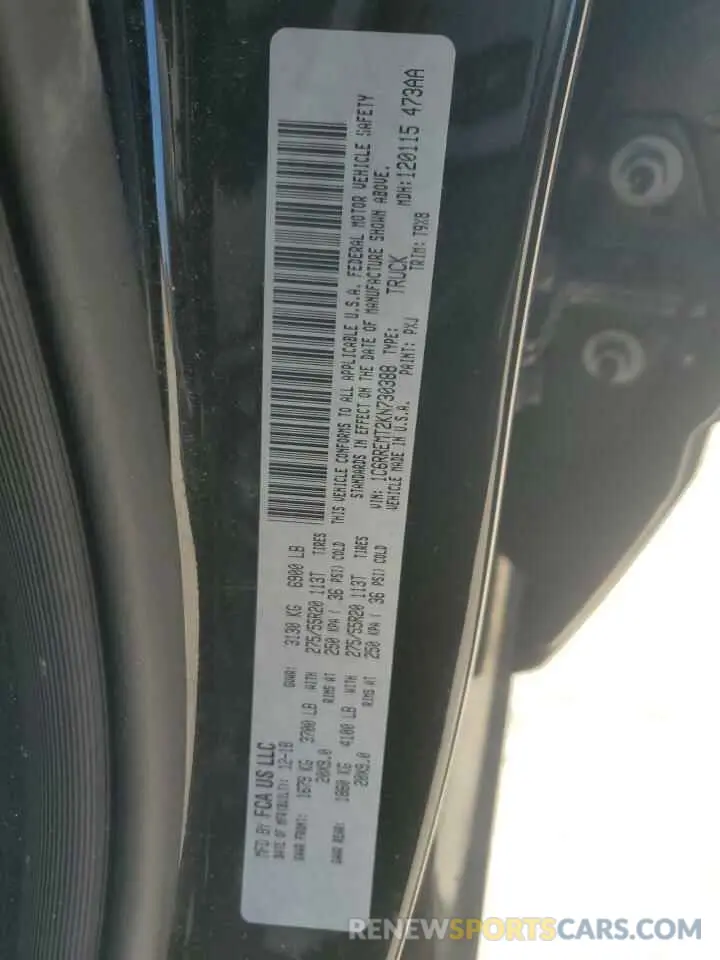 MFD BY FCA US LLC
DATE OF MFR(BUILT): 12-18 GVWR: 3130 KG 6900 LB
GAWR FRONT: 1679 KG 3700 LB WITH 275/55R20 113T TIRES
20X9.0 RIMS AT 250 KPA ( 36 PSI) COLD
GAWR REAR: 1860 KG 4100 LB WITH 275/55R20 113T TIRES
20X9.0 RIMS AT 250 KPA ( 36 PSI) COLD
THIS VEHICLE CONFORMS TO ALL APPLICABLE U.S.A. FEDERAL MOTOR VEHICLE SAFETY
STANDARDS IN EFFECT ON THE DATE OF MANUFACTURE SHOWN ABOVE.
VIN: 1C6RREMT2KN730388 TYPE: TRUCK MDH:120115 473AA
VEHICLE MADE IN U.S.A. PAINT: PXJ TRIM: T9X8
RENEWSPORTSCARS.COM